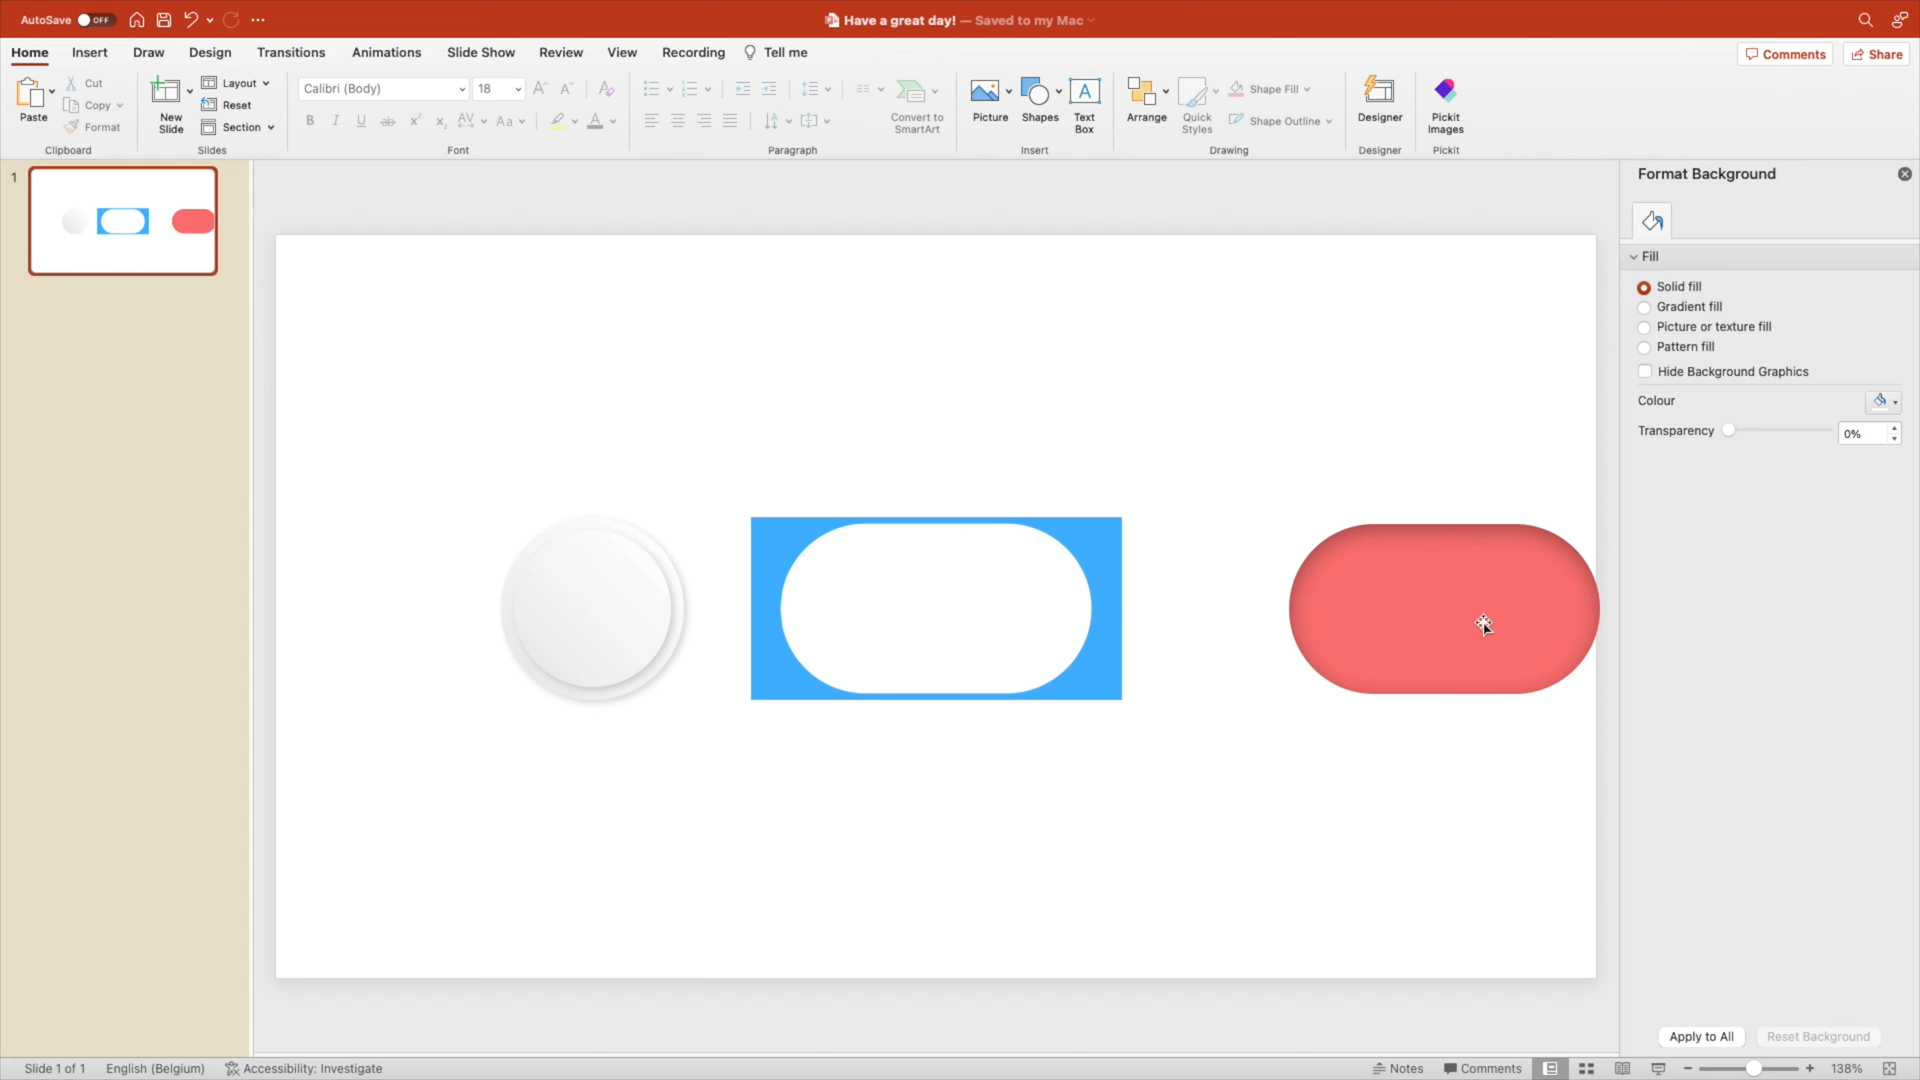 AutoSave OFF
Have a great day! — Saved to my Mac
Home Insert Draw Design Transitions Animations Slide Show Review View Recording Tell me
Comments Share
Paste
Cut
Copy
Format
Clipboard
New Slide
Layout
Reset
Section
Slides
Calibri (Body) 18
B I U ab x² x₂ AV Aa A
Font
Convert to SmartArt
Paragraph
Picture
Shapes
Text Box
Insert
Arrange
Quick Styles
Shape Fill
Shape Outline
Drawing
Designer
Designer
Pickit Images
Pickit
1
Format Background
Fill
Solid fill
Gradient fill
Picture or texture fill
Pattern fill
Hide Background Graphics
Colour
Transparency 0%
Apply to All Reset Background
Slide 1 of 1 English (Belgium) Accessibility: Investigate Notes Comments 138%